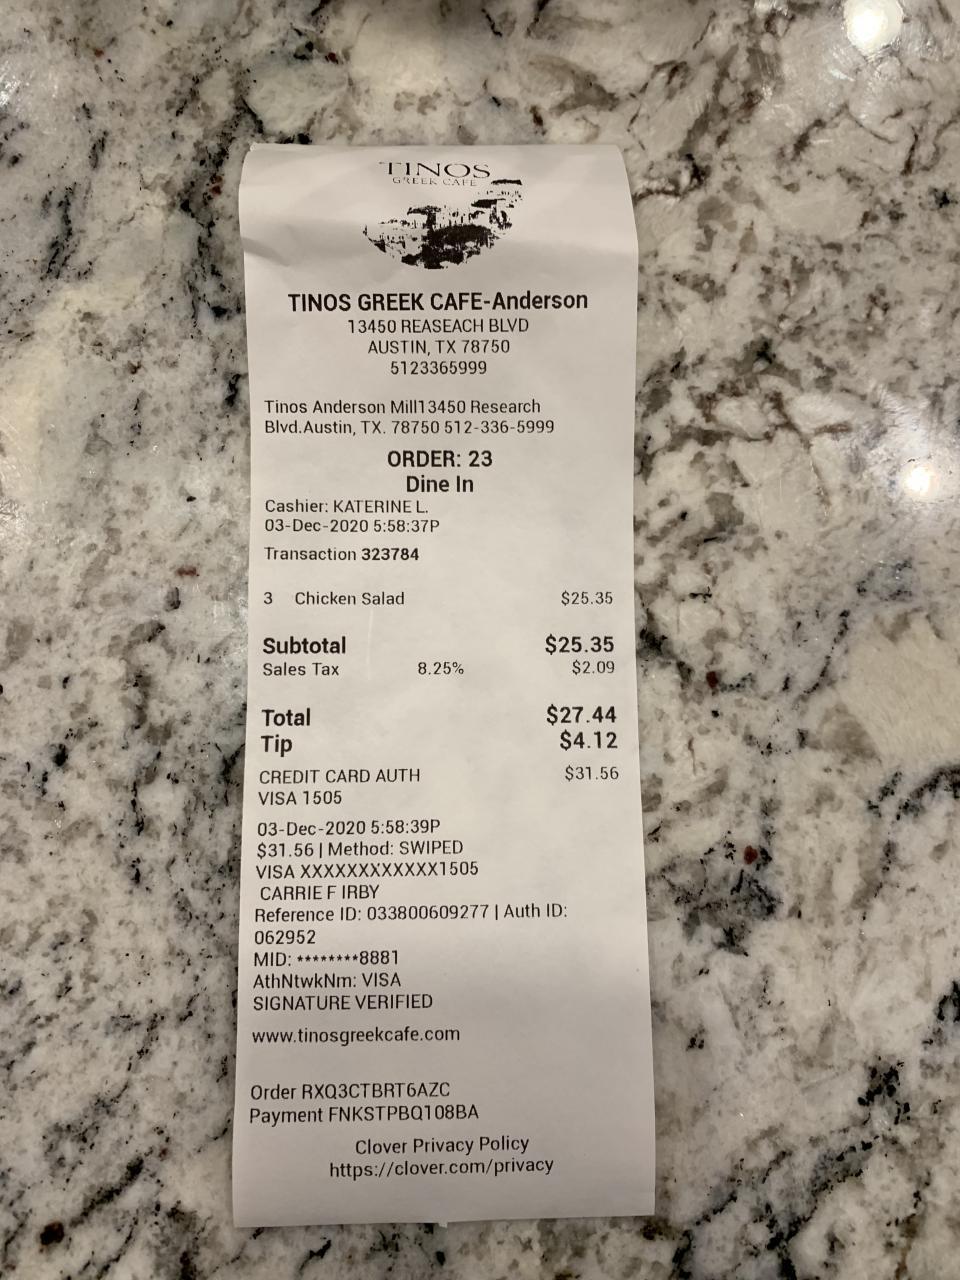 TINOS
GREEK CAFE
TINOS GREEK CAFE-Anderson
13450 REASEACH BLVD
AUSTIN, TX 78750
5123365999
Tinos Anderson Mill13450 Research
Blvd.Austin, TX. 78750 512-336-5999
ORDER: 23
Dine In
Cashier: KATERINE L.
03-Dec-2020 5:58:37P
Transaction 323784
3 Chicken Salad $25.35
Subtotal $25.35
Sales Tax 8.25% $2.09
Total $27.44
Tip $4.12
CREDIT CARD AUTH $31.56
VISA 1505
03-Dec-2020 5:58:39P
$31.56 | Method: SWIPED
VISA XXXXXXXXXXXX1505
CARRIE F IRBY
Reference ID: 033800609277 | Auth ID:
062952
MID: ********8881
AthNtwkNm: VISA
SIGNATURE VERIFIED
www.tinosgreekcafe.com
Order RXQ3CTBRT6AZC
Payment FNKSTPBQ108BA
Clover Privacy Policy
https://clover.com/privacy